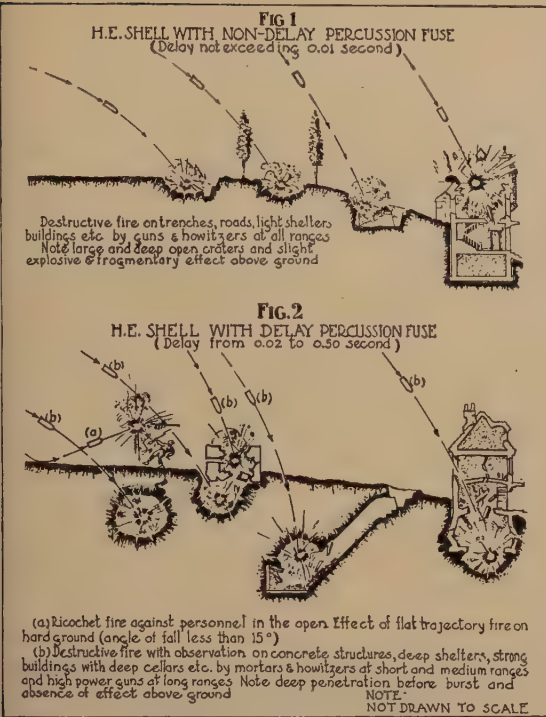 FIG 1
H.E. SHELL WITH NON-DELAY PERCUSSION FUSE
(Delay not exceeding 0.01 second)
Destructive fire on trenches, roads, light shelters
buildings etc by guns & howitzers at all ranges
Note large and deep open craters and slight
explosive & fragmentary effect above ground
FIG.2
H.E. SHELL WITH DELAY PERCUSSION FUSE
(Delay from 0.02 to 0.50 second)
(b)
(b)
(b)
(b)
(b)
(a)
(a) Ricochet fire against personnel in the open Effect of flat trajectory fire on
hard ground (angle of fall less than 15°)
(b) Destructive fire with observation on concrete structures, deep shelters, strong
buildings with deep cellars etc. by mortars & howitzers at short and medium ranges
and high power guns at long ranges Note deep penetration before burst and
absence of effect above ground
NOTE·
NOT DRAWN TO SCALE